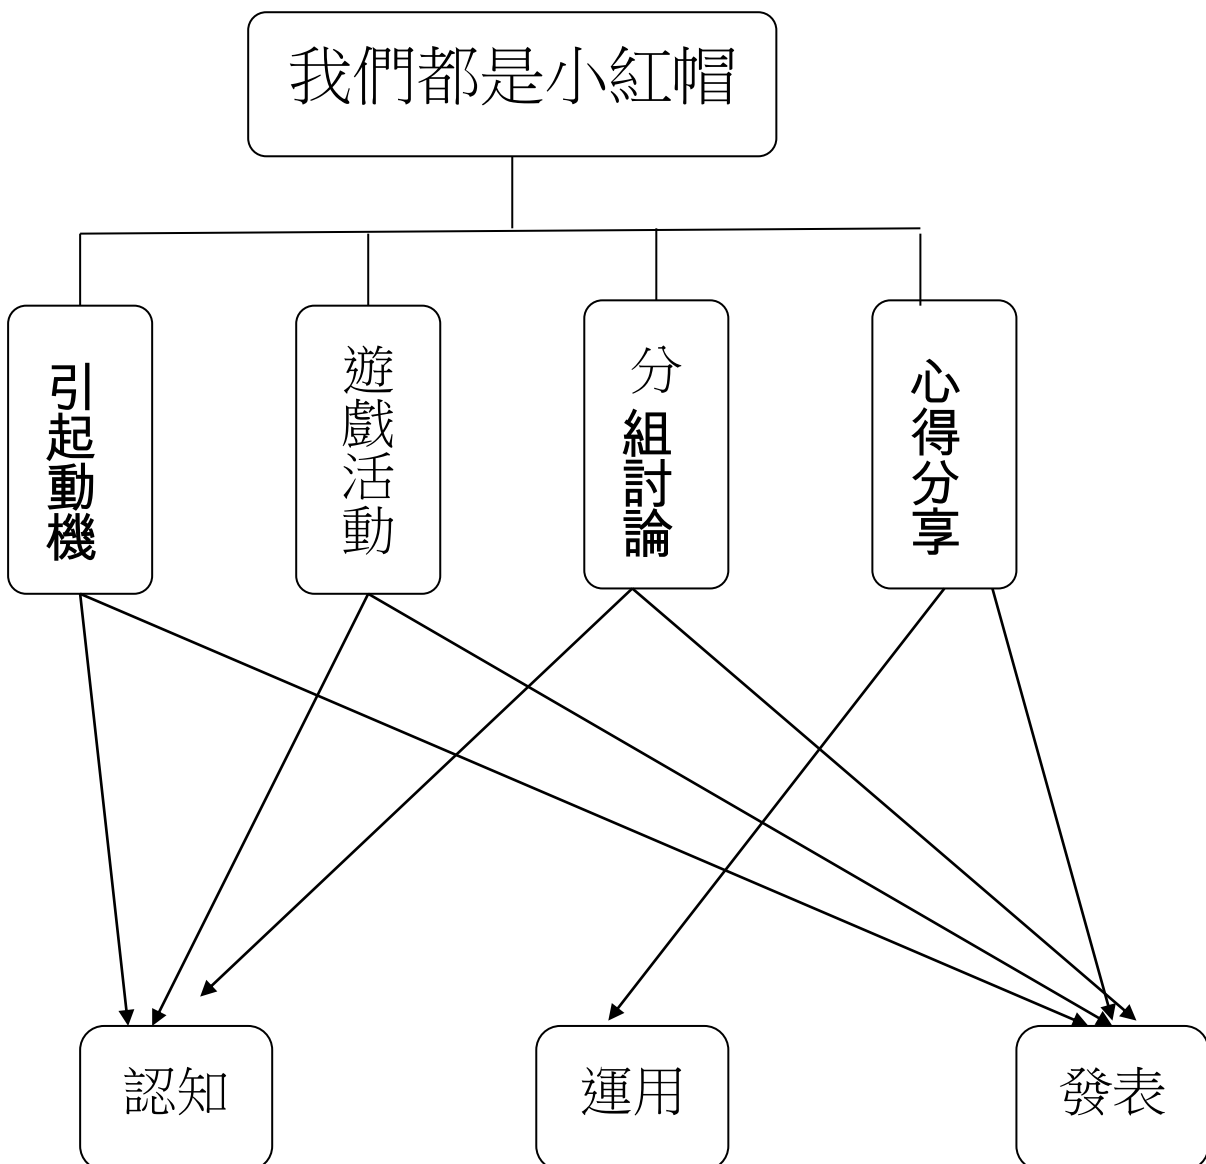 我們都是小紅帽
引起動機
遊戲活動
分組討論
心得分享
認知
運用
發表